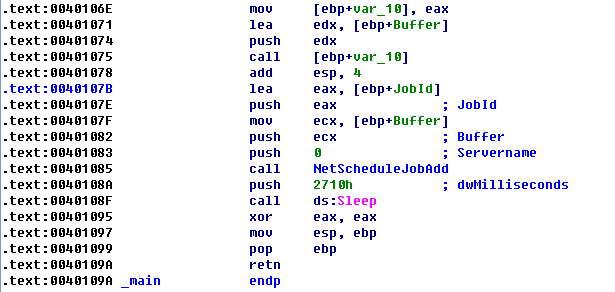 .text:0040106E mov [ebp+var_10], eax
.text:00401071 lea edx, [ebp+Buffer]
.text:00401074 push edx
.text:00401075 call [ebp+var_10]
.text:00401078 add esp, 4
.text:0040107B lea eax, [ebp+JobId]
.text:0040107E push eax ; JobId
.text:0040107F mov ecx, [ebp+Buffer]
.text:00401082 push ecx ; Buffer
.text:00401083 push 0 ; Servername
.text:00401085 call NetScheduleJobAdd
.text:0040108A push 2710h ; dwMilliseconds
.text:0040108F call ds:Sleep
.text:00401095 xor eax, eax
.text:00401097 mov esp, ebp
.text:00401099 pop ebp
.text:0040109A retn
.text:0040109A _main endp